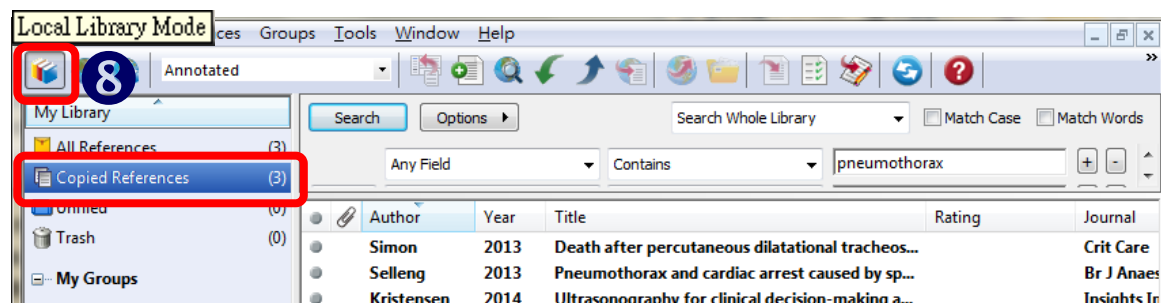 Local Library Mode
ces Groups Tools Window Help
8 Annotated
My Library
Search Options Search Whole Library Match Case Match Words
All References (3)
Any Field Contains pneumothorax + -
Copied References (3)
Unfiled (0)
Author Year Title Rating Journal
Trash (0)
Simon 2013 Death after percutaneous dilatational tracheos... Crit Care
My Groups
Selleng 2013 Pneumothorax and cardiac arrest caused by sp... Br J Anaes
Kristensen 2014 Ultrasonography for clinical decision-making a... Insights Im